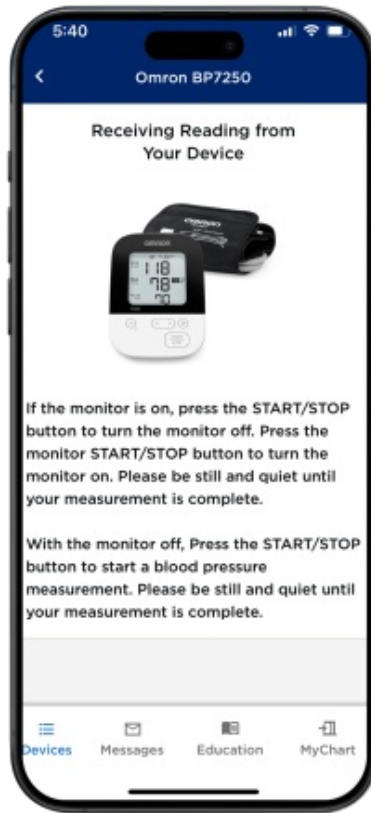 5:40
Omron BP7250
Receiving Reading from
Your Device
OMRON
118
78
70
If the monitor is on, press the START/STOP
button to turn the monitor off. Press the
monitor START/STOP button to turn the
monitor on. Please be still and quiet until
your measurement is complete.
With the monitor off, Press the START/STOP
button to start a blood pressure
measurement. Please be still and quiet until
your measurement is complete.
Devices Messages Education MyChart